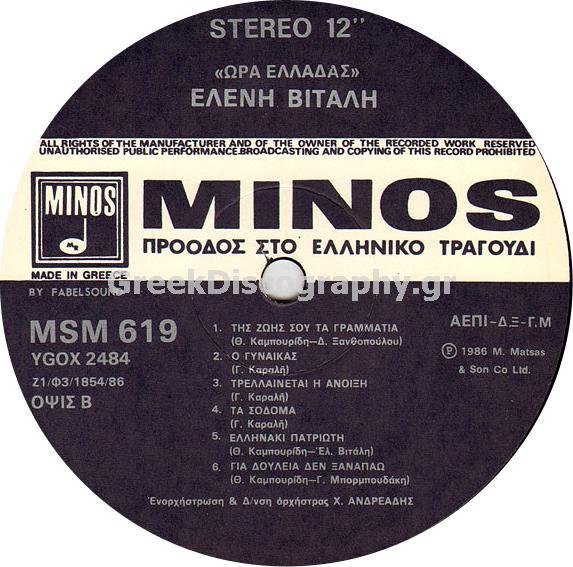 STEREO 12''
«ΩΡΑ ΕΛΛΑΔΑΣ»
ΕΛΕΝΗ ΒΙΤΑΛΗ
ALL RIGHTS OF THE MANUFACTURER AND OF THE OWNER OF THE RECORDED WORK RESERVED
UNAUTHORISED PUBLIC PERFORMANCE.BROADCASTING AND COPYING OF THIS RECORD PROHIBITED
MINOS
MINOS
ΠΡΟΟΔΟΣ ΣΤΟ ΕΛΛΗΝΙΚΟ ΤΡΑΓΟΥΔΙ
MADE IN GREECE
GreekDiscography.gr
BY FABELSOUND
MSM 619
YGOX 2484
Ζ1/Φ3/1854/86
ΟΨΙΣ Β
1. ΤΗΣ ΖΩΗΣ ΣΟΥ ΤΑ ΓΡΑΜΜΑΤΙΑ
(Θ. Καμπουρίδη–Δ. Ξανθοπούλου)
2. Ο ΓΥΝΑΙΚΑΣ
(Γ. Καραλή)
3. ΤΡΕΛΛΑΙΝΕΤΑΙ Η ΑΝΟΙΞΗ
(Γ. Καραλή)
4. ΤΑ ΣΟΔΟΜΑ
(Γ. Καραλή)
5. ΕΛΛΗΝΑΚΙ ΠΑΤΡΙΩΤΗ
(Θ. Καμπουρίδη–Ελ. Βιτάλη)
6. ΓΙΑ ΔΟΥΛΕΙΑ ΔΕΝ ΞΑΝΑΠΑΩ
(Θ. Καμπουρίδη–Γ. Μπορμπουδάκη)
ΑΕΠΙ–Δ.Ξ–Γ.Μ
Ⓟ 1986 M. Matsas
& Son Co Ltd.
Ἐνορχήστρωση & Δ/νση ὀρχήστρας Χ. ΑΝΔΡΕΑΔΗΣ